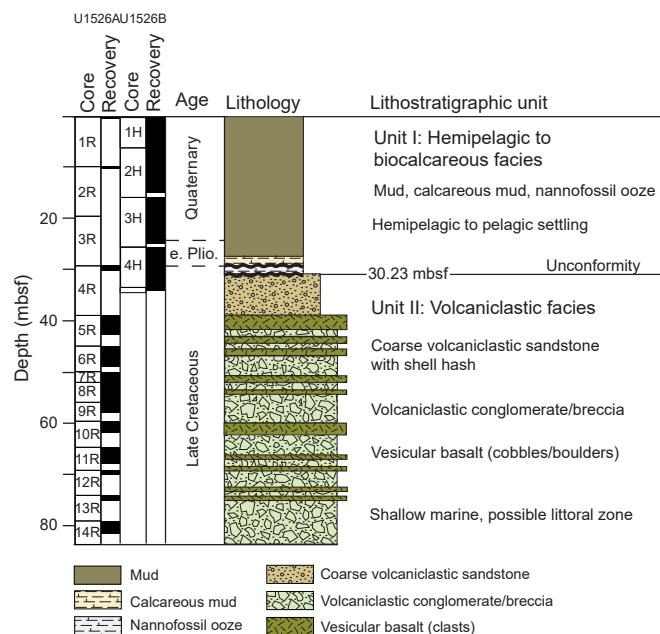 U1526A U1526B
Core Recovery Core Recovery Age Lithology Lithostratigraphic unit
1R 1H Unit I: Hemipelagic to
biocalcareous facies
2R 2H Quaternary Mud, calcareous mud, nannofossil ooze
20 3H Hemipelagic to pelagic settling
3R
4H e. Plio. Unconformity
30.23 mbsf
4R Unit II: Volcaniclastic facies
40
5R Coarse volcaniclastic sandstone
6R with shell hash
7R
8R
9R Volcaniclastic conglomerate/breccia
60
10R Vesicular basalt (cobbles/boulders)
11R
12R
13R Shallow marine, possible littoral zone
80
14R
Depth (mbsf)
Late Cretaceous
Mud Coarse volcaniclastic sandstone
Calcareous mud Volcaniclastic conglomerate/breccia
Nannofossil ooze Vesicular basalt (clasts)